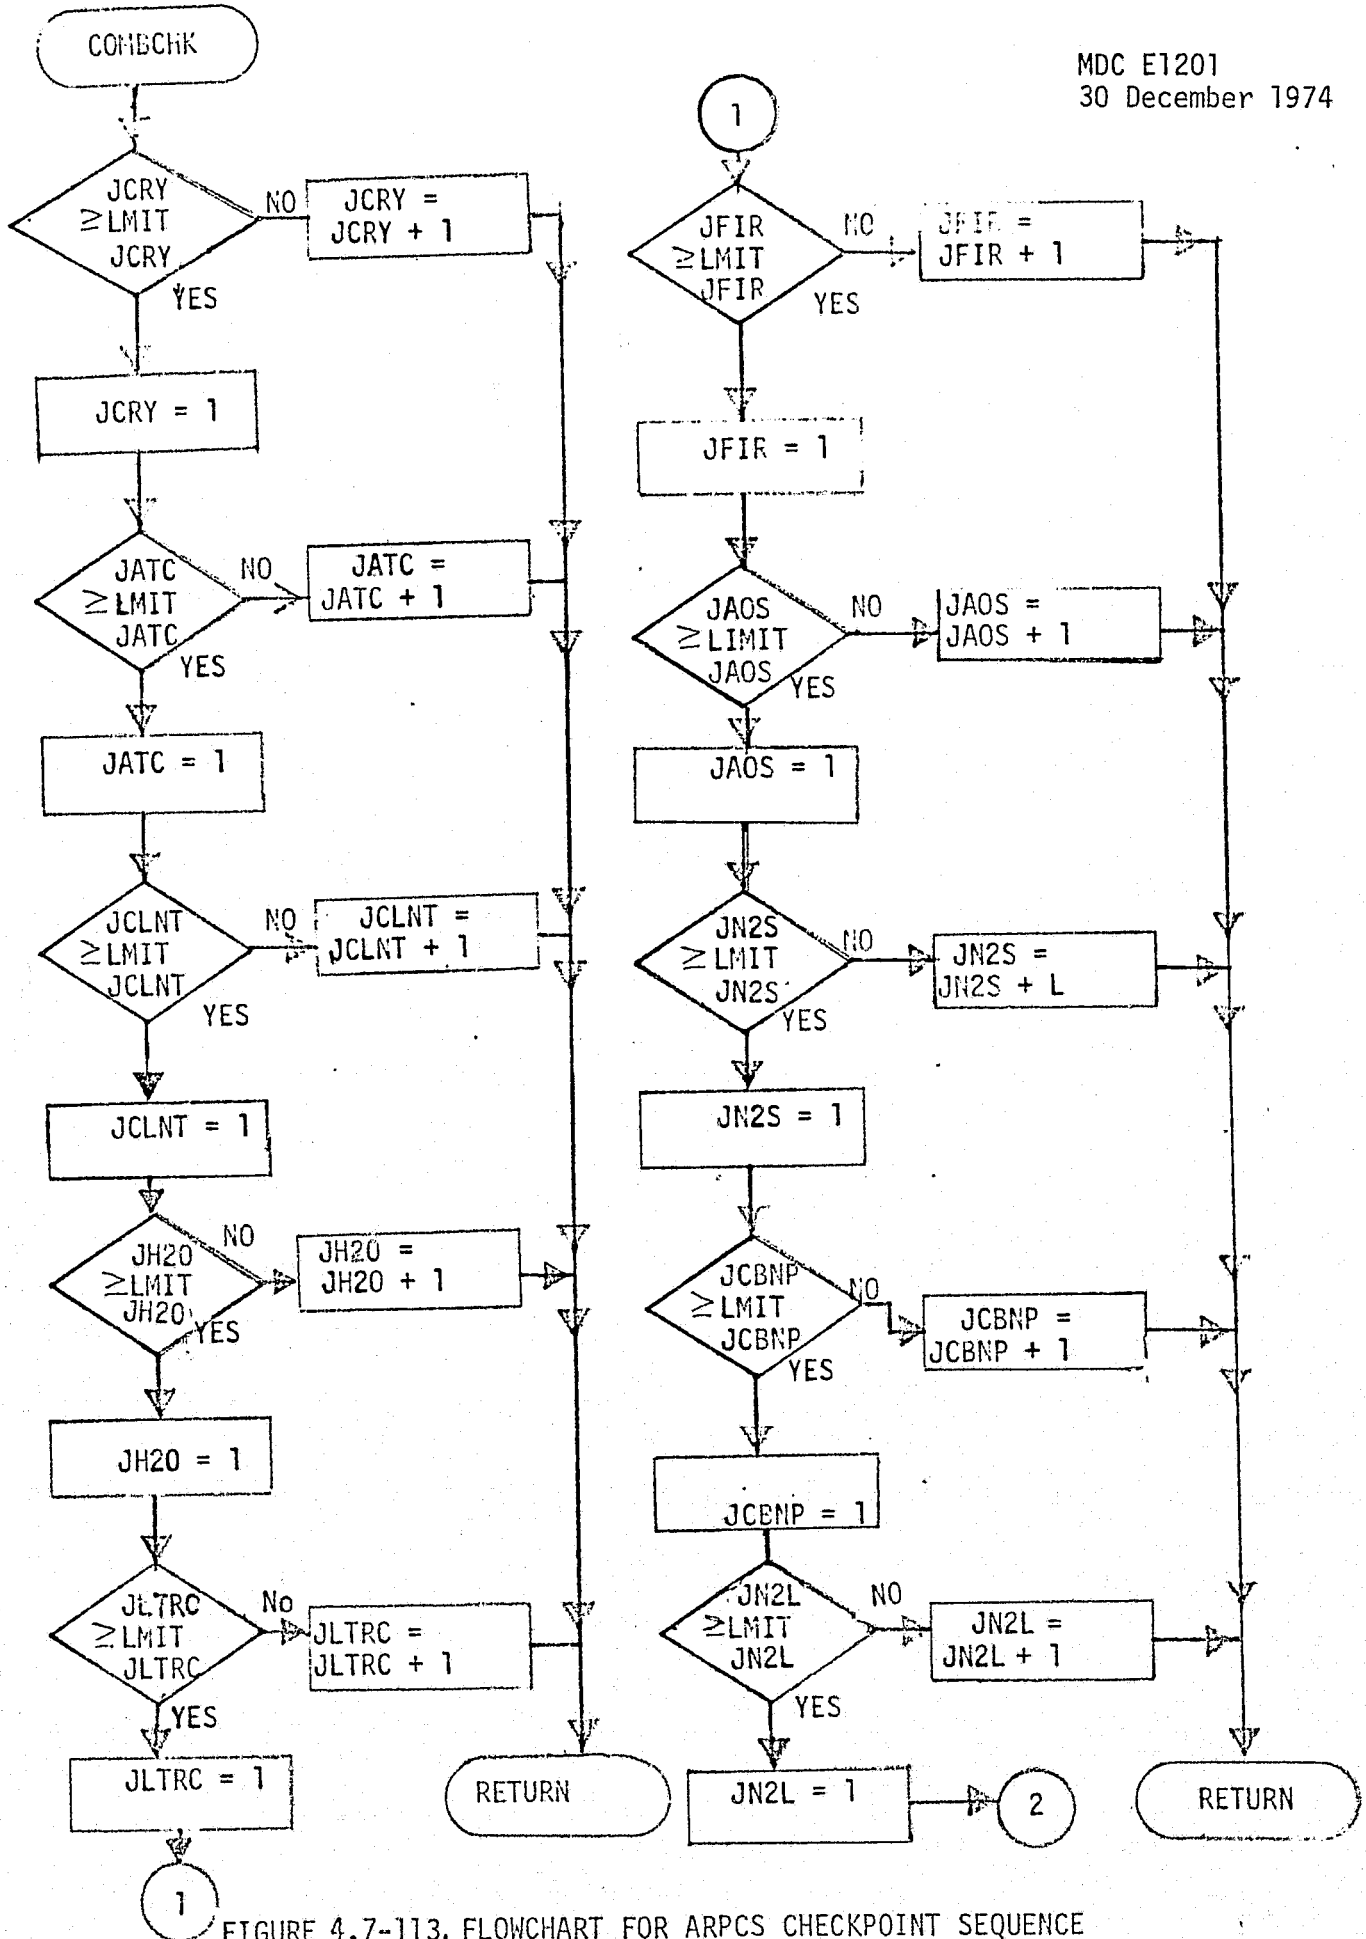 MDC E1201
30 December 1974
COMBCHK
JCRY
≥LMIT
JCRY
NO
JCRY =
JCRY + 1
YES
JCRY = 1
JATC
≥LMIT
JATC
NO
JATC =
JATC + 1
YES
JATC = 1
JCLNT
≥LMIT
JCLNT
NO
JCLNT =
JCLNT + 1
YES
JCLNT = 1
JH2O
≥LMIT
JH2O
NO
JH2O =
JH2O + 1
YES
JH2O = 1
JLTRC
≥LMIT
JLTRC
No
JLTRC =
JLTRC + 1
YES
JLTRC = 1
1
RETURN
1
JFIR
≥LMIT
JFIR
NO
JFIR =
JFIR + 1
YES
JFIR = 1
JAOS
≥LIMIT
JAOS
NO
JAOS =
JAOS + 1
YES
JAOS = 1
JN2S
≥LMIT
JN2S
NO
JN2S =
JN2S + L
YES
JN2S = 1
JCBNP
≥LMIT
JCBNP
NO
JCBNP =
JCBNP + 1
YES
JCBNP = 1
JN2L
≥LMIT
JN2L
NO
JN2L =
JN2L + 1
YES
JN2L = 1
2
RETURN
FIGURE 4.7-113. FLOWCHART FOR ARPCS CHECKPOINT SEQUENCE